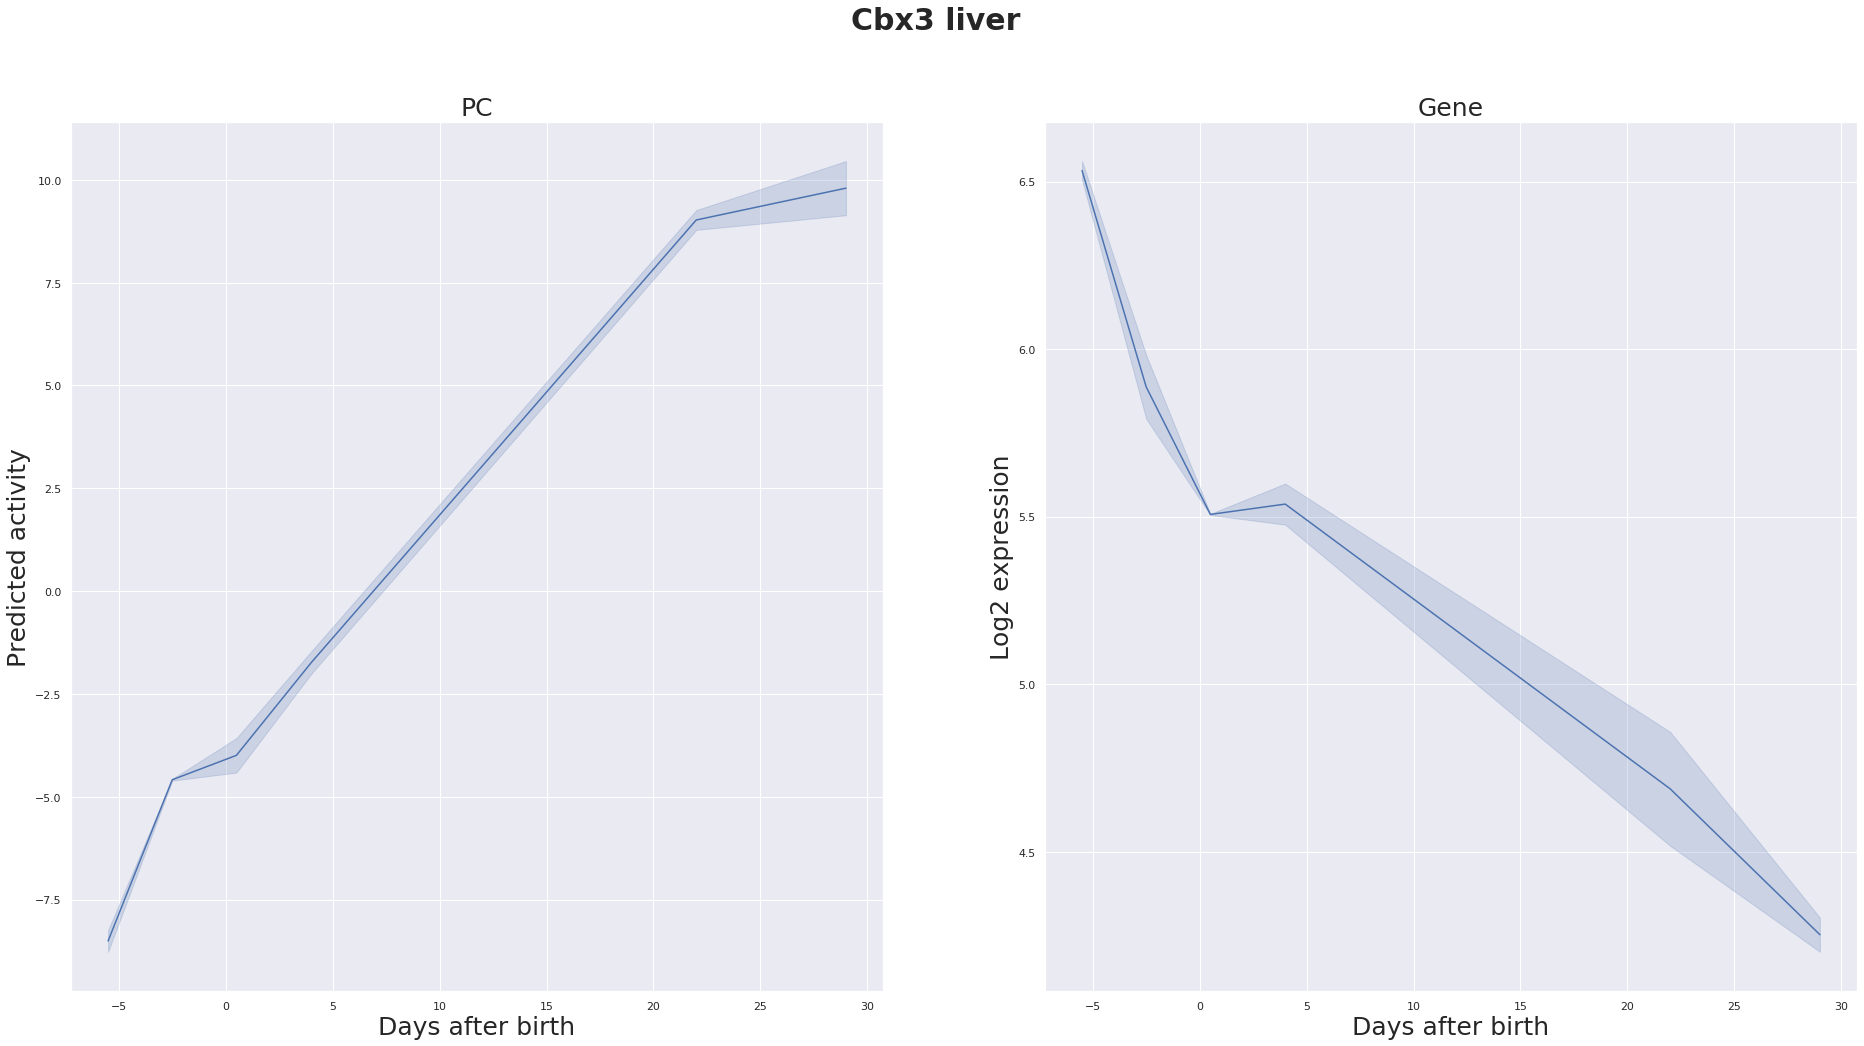 Cbx3 liver
PC
Predicted activity
10.0
7.5
5.0
2.5
0.0
−2.5
−5.0
−7.5
−5 0 5 10 15 20 25 30
Days after birth
Gene
Log2 expression
6.5
6.0
5.5
5.0
4.5
−5 0 5 10 15 20 25 30
Days after birth